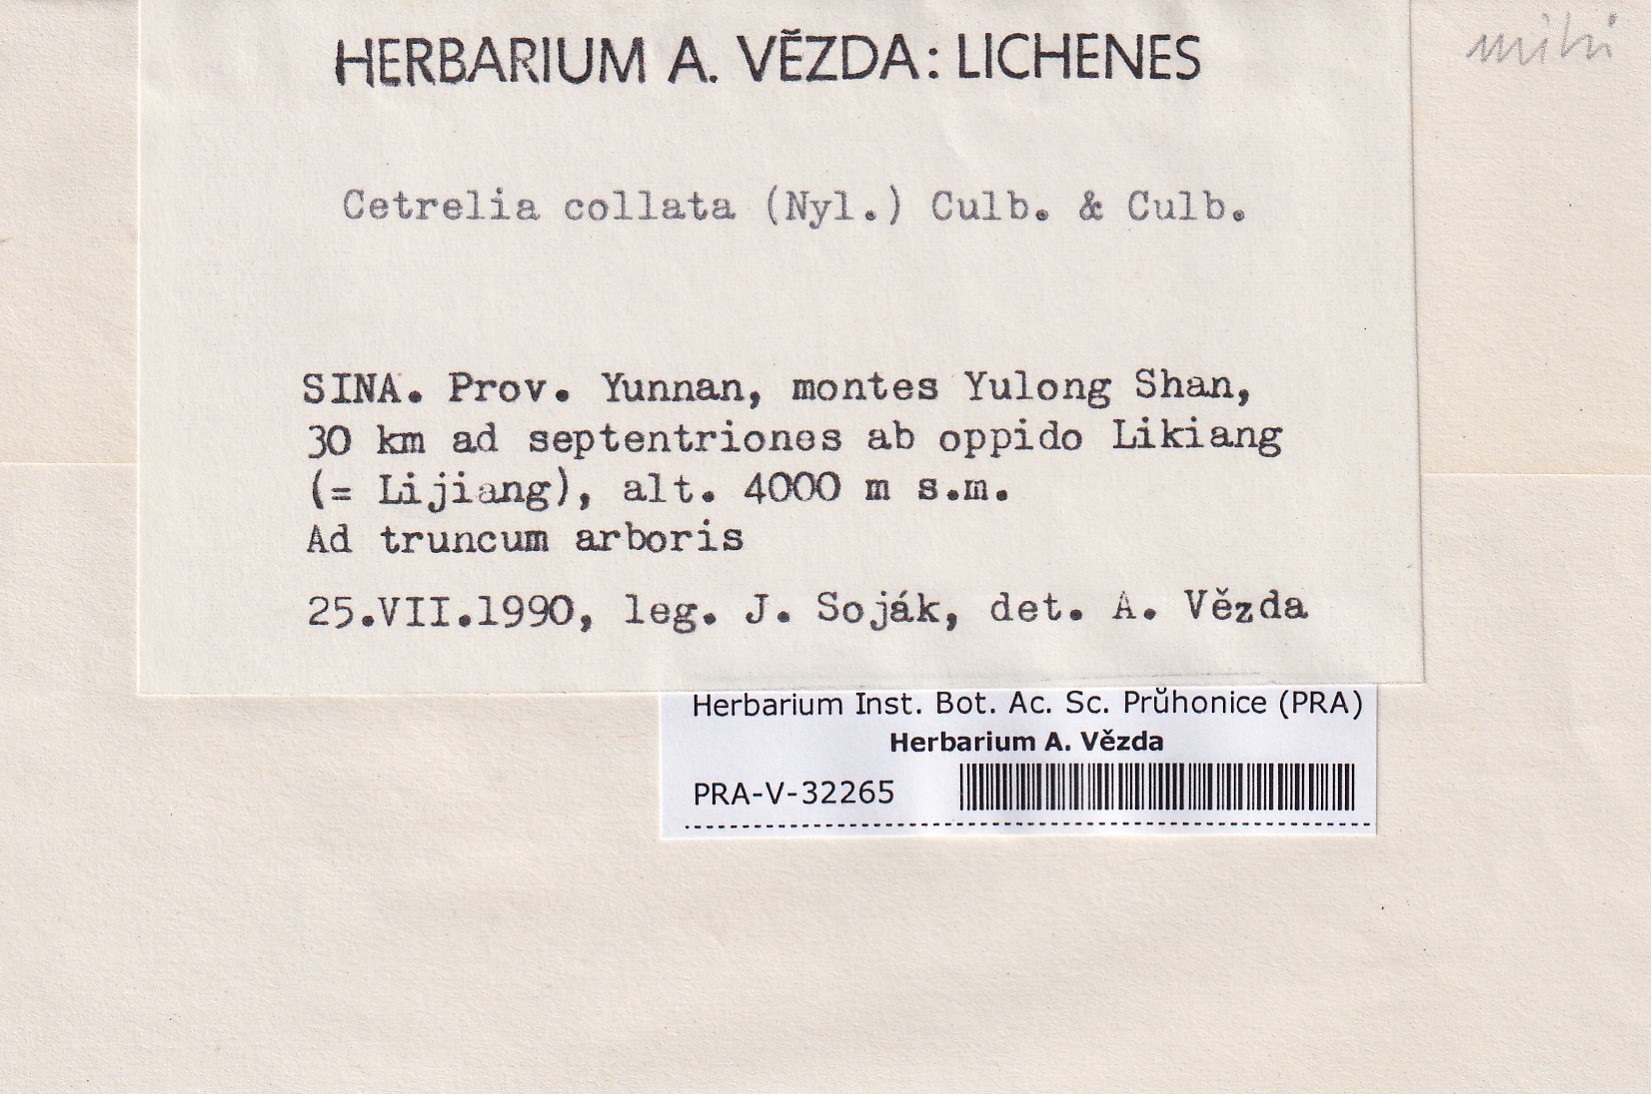 mihi
HERBARIUM A. VĚZDA: LICHENES
Cetrelia collata (Nyl.) Culb. & Culb.
SINA. Prov. Yunnan, montes Yulong Shan,
30 km ad septentriones ab oppido Likiang
(= Lijiang), alt. 4000 m s.m.
Ad truncum arboris
25.VII.1990, leg. J. Soják, det. A. Vězda
Herbarium Inst. Bot. Ac. Sc. Průhonice (PRA)
Herbarium A. Vězda
PRA-V-32265